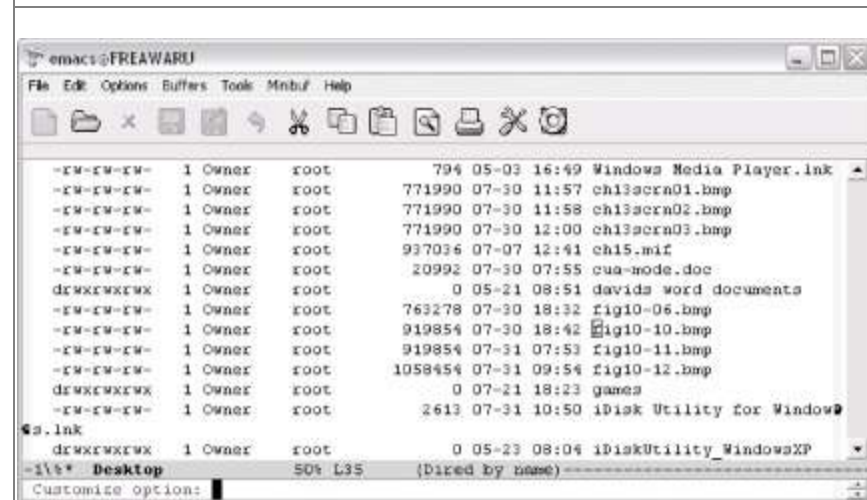 emacs@FREAWARU
File Edit Options Buffers Tools Minibuf Help
-rw-rw-rw- 1 Owner root 794 05-03 16:49 Windows Media Player.lnk
-rw-rw-rw- 1 Owner root 771990 07-30 11:57 ch13scrn01.bmp
-rw-rw-rw- 1 Owner root 771990 07-30 11:58 ch13scrn02.bmp
-rw-rw-rw- 1 Owner root 771990 07-30 12:00 ch13scrn03.bmp
-rw-rw-rw- 1 Owner root 937036 07-07 12:41 ch15.mif
-rw-rw-rw- 1 Owner root 20992 07-30 07:55 cua-mode.doc
drwxrwxrwx 1 Owner root 0 05-21 08:51 davids word documents
-rw-rw-rw- 1 Owner root 763278 07-30 18:32 fig10-06.bmp
-rw-rw-rw- 1 Owner root 919854 07-30 18:42 fig10-10.bmp
-rw-rw-rw- 1 Owner root 919854 07-31 07:53 fig10-11.bmp
-rw-rw-rw- 1 Owner root 1058454 07-31 09:54 fig10-12.bmp
drwxrwxrwx 1 Owner root 0 07-21 18:23 games
-rw-rw-rw- 1 Owner root 2613 07-31 10:50 iDisk Utility for Window
s.lnk
drwxrwxrwx 1 Owner root 0 05-23 08:04 iDiskUtility_WindowsXP
-1\%* Desktop 50% L35 (Dired by name)------------------------
Customize option: